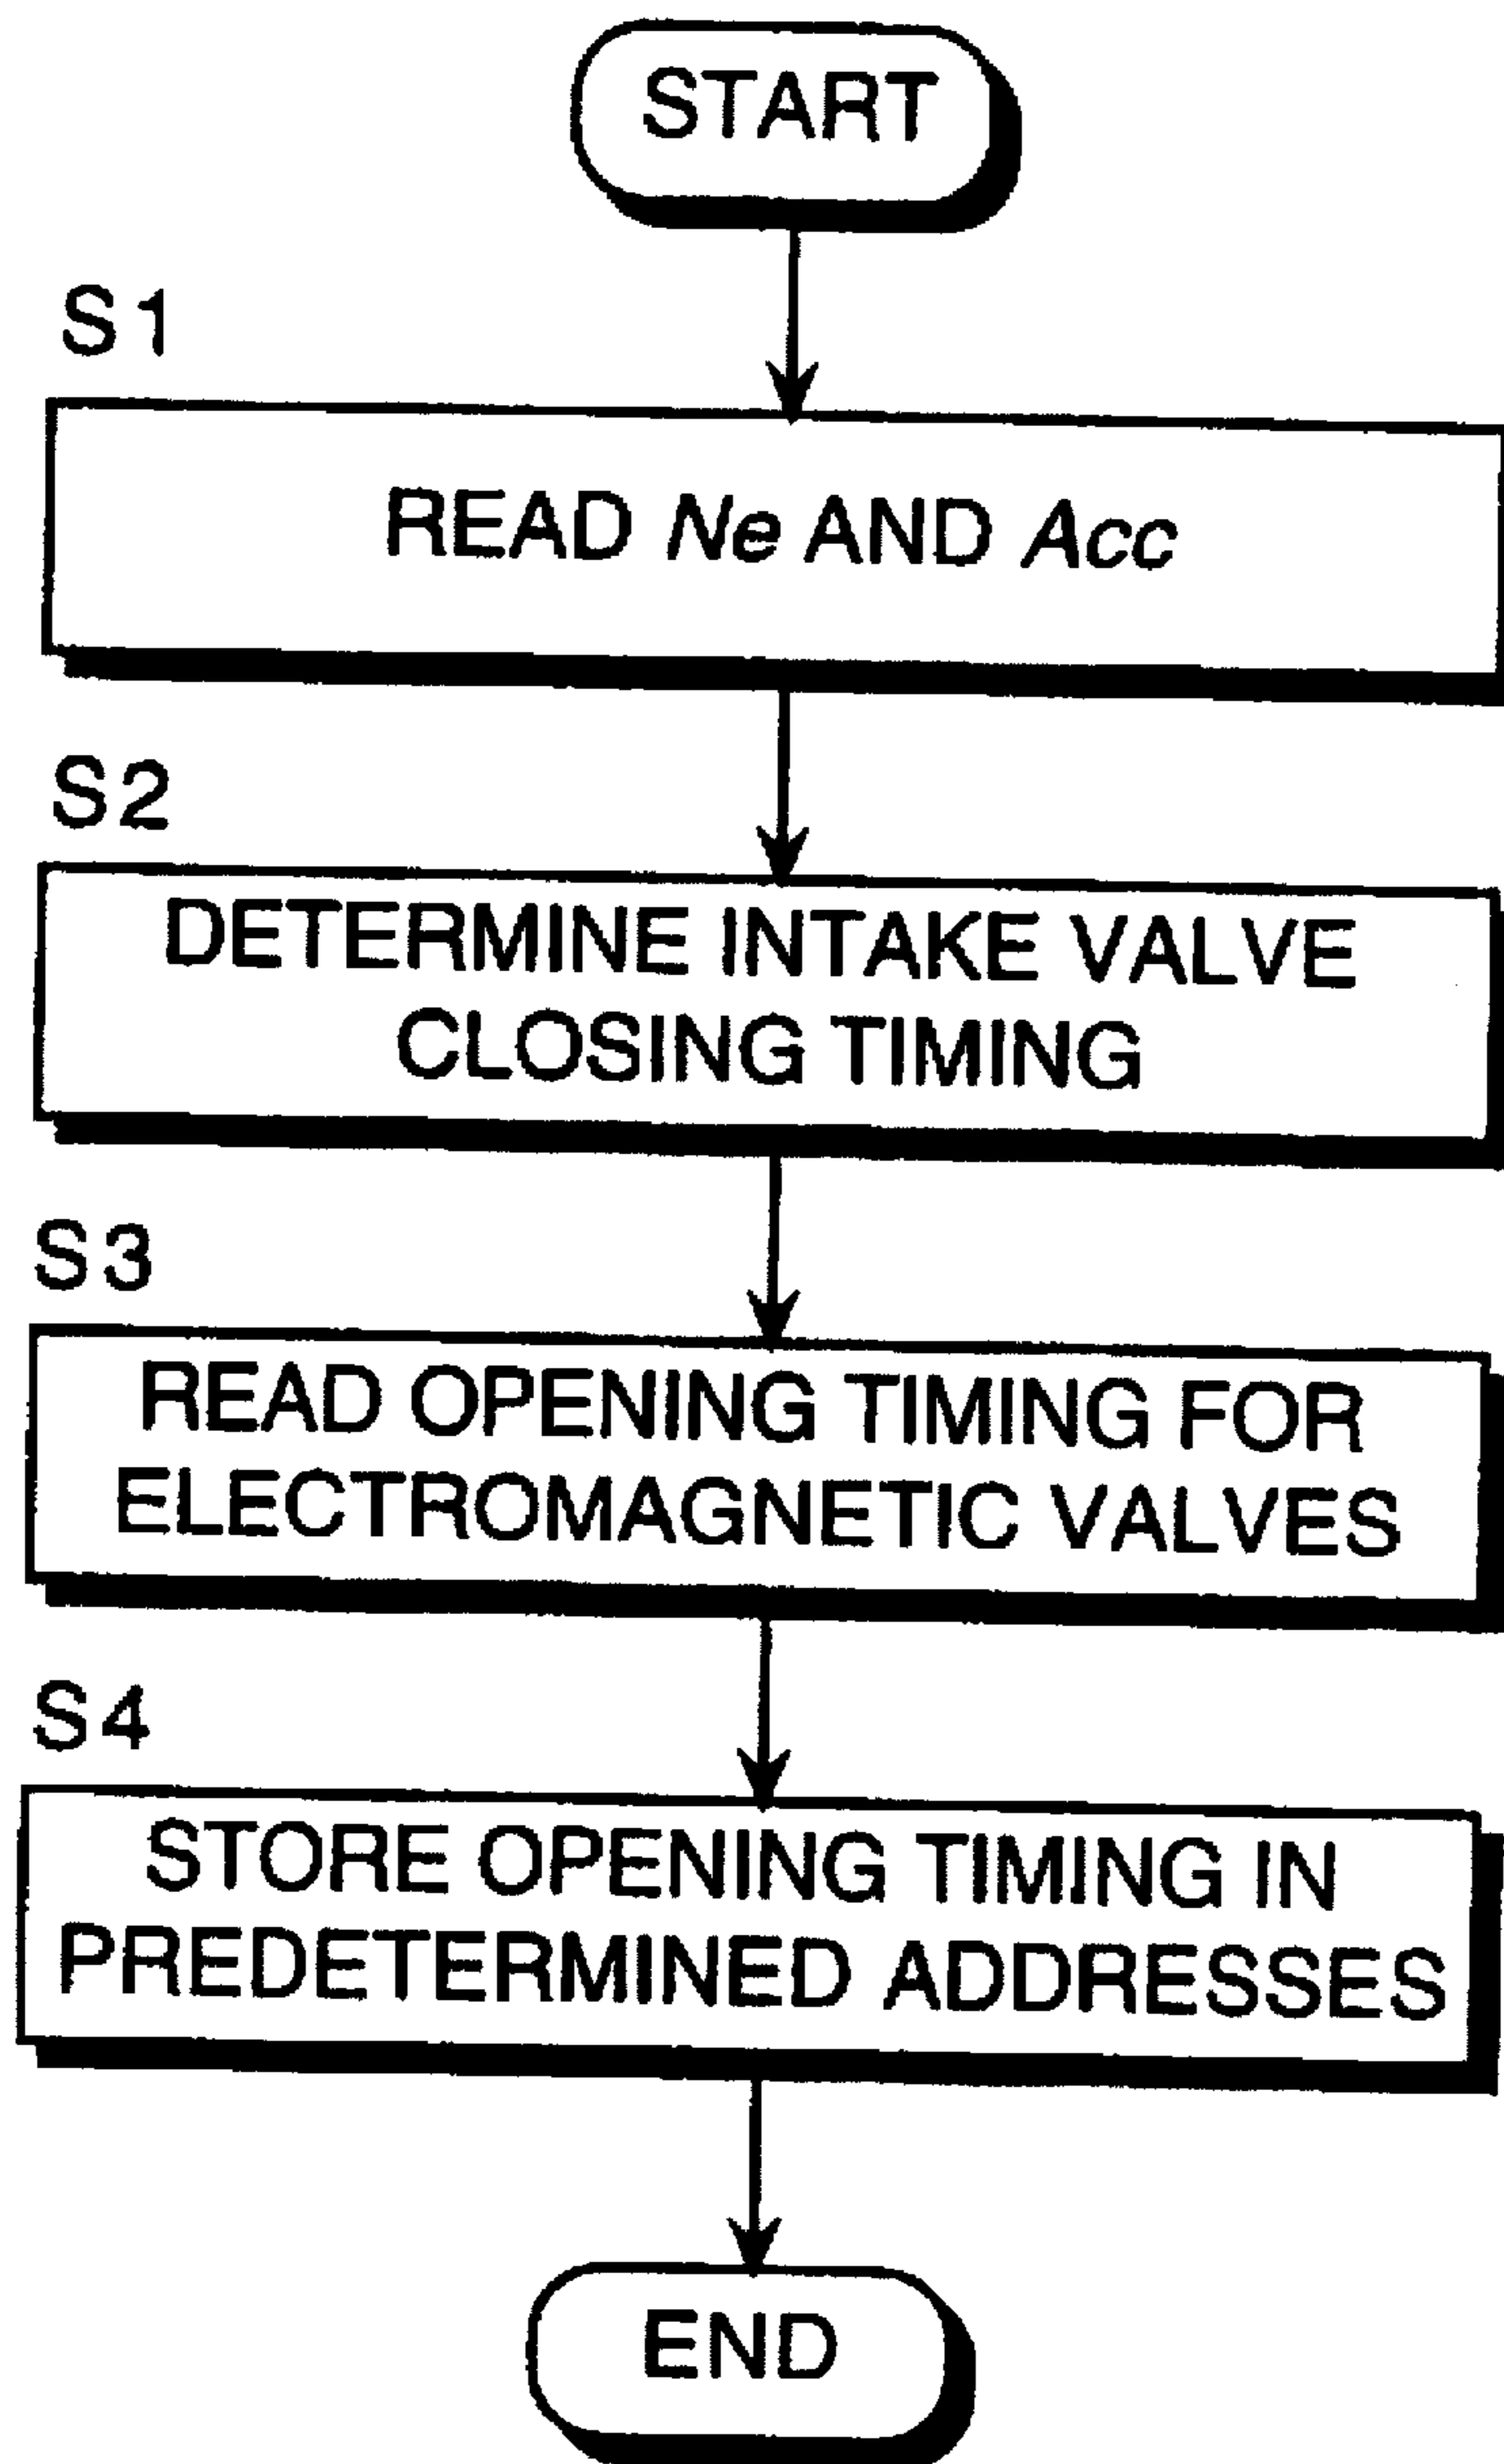 START
S1
READ Ne AND Acc
S2
DETERMINE INTAKE VALVE
CLOSING TIMING
S3
READ OPENING TIMING FOR
ELECTROMAGNETIC VALVES
S4
STORE OPENING TIMING IN
PREDETERMINED ADDRESSES
END